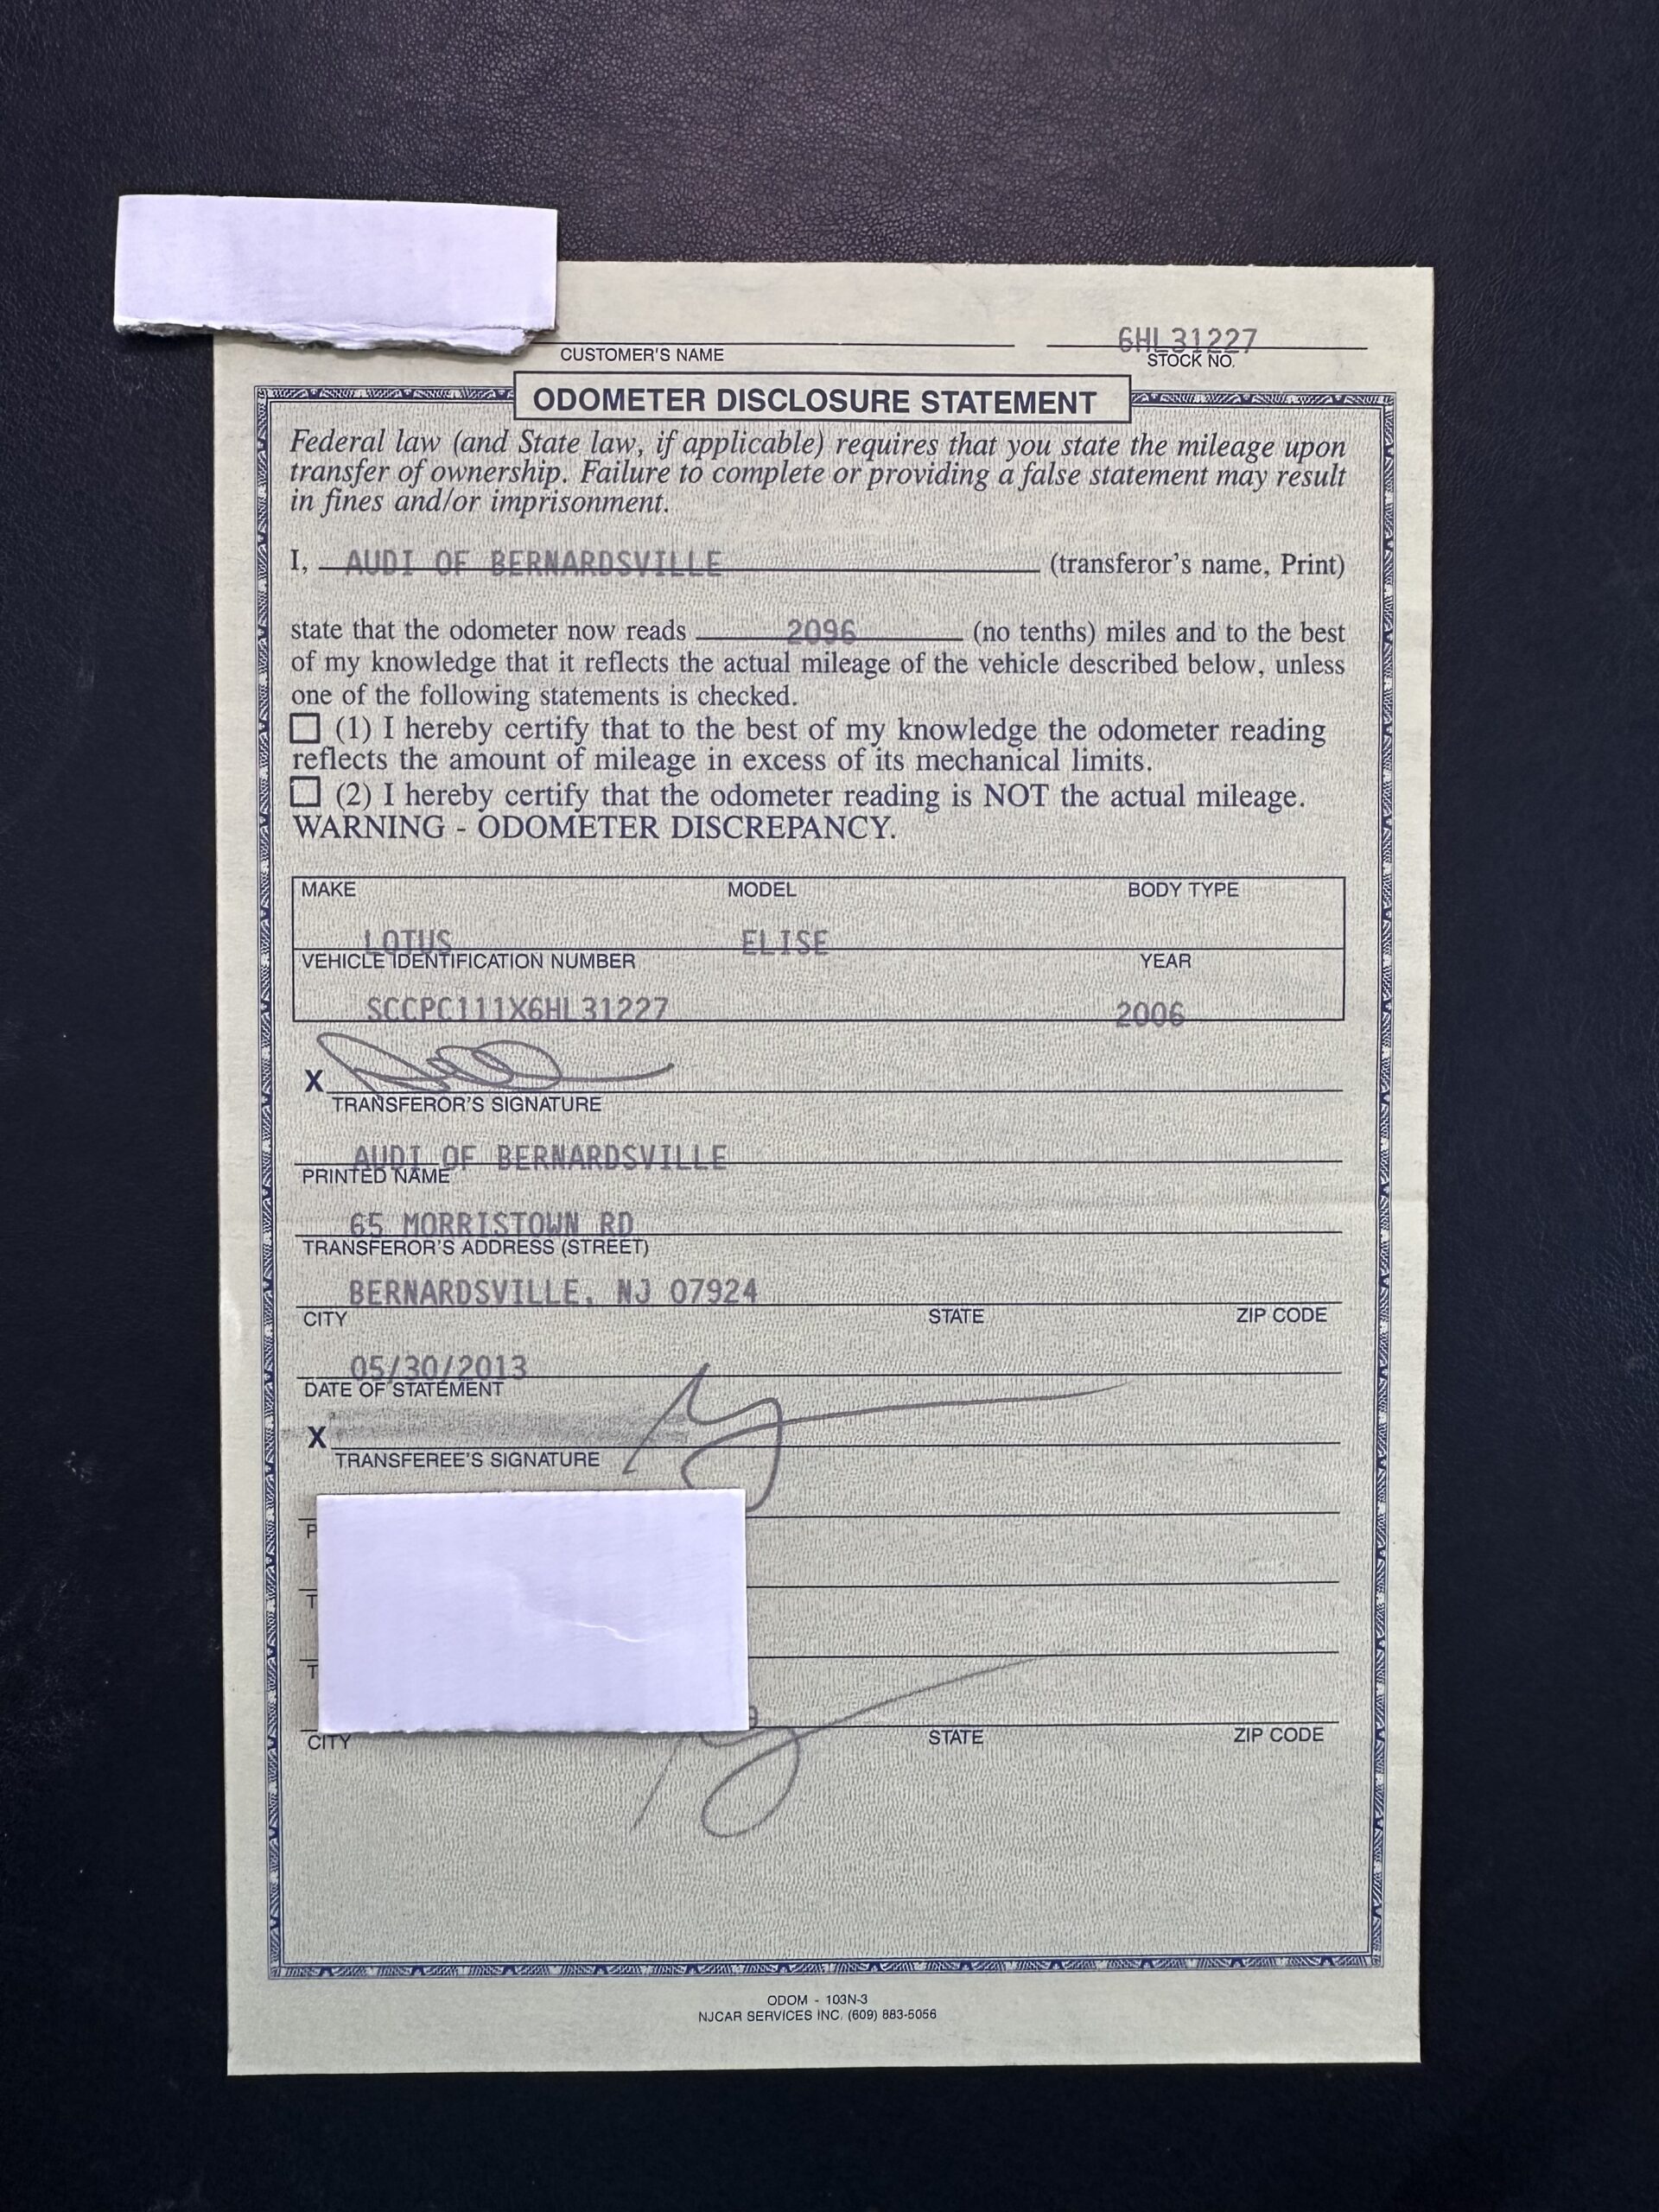 6HL31227
CUSTOMER'S NAME STOCK NO.
ODOMETER DISCLOSURE STATEMENT
Federal law (and State law, if applicable) requires that you state the mileage upon
transfer of ownership. Failure to complete or providing a false statement may result
in fines and/or imprisonment.
I, AUDI OF BERNARDSVILLE (transferor's name, Print)
state that the odometer now reads 2096 (no tenths) miles and to the best
of my knowledge that it reflects the actual mileage of the vehicle described below, unless
one of the following statements is checked.
(1) I hereby certify that to the best of my knowledge the odometer reading
reflects the amount of mileage in excess of its mechanical limits.
(2) I hereby certify that the odometer reading is NOT the actual mileage.
WARNING - ODOMETER DISCREPANCY.
MAKE MODEL BODY TYPE
LOTUS ELISE
VEHICLE IDENTIFICATION NUMBER YEAR
SCCPC111X6HL31227 2006
X
TRANSFEROR'S SIGNATURE
AUDI OF BERNARDSVILLE
PRINTED NAME
65 MORRISTOWN RD
TRANSFEROR'S ADDRESS (STREET)
BERNARDSVILLE, NJ 07924
CITY STATE ZIP CODE
05/30/2013
DATE OF STATEMENT
X
TRANSFEREE'S SIGNATURE
P
T
T
CITY STATE ZIP CODE
ODOM - 103N-3
NJCAR SERVICES INC. (609) 883-5056